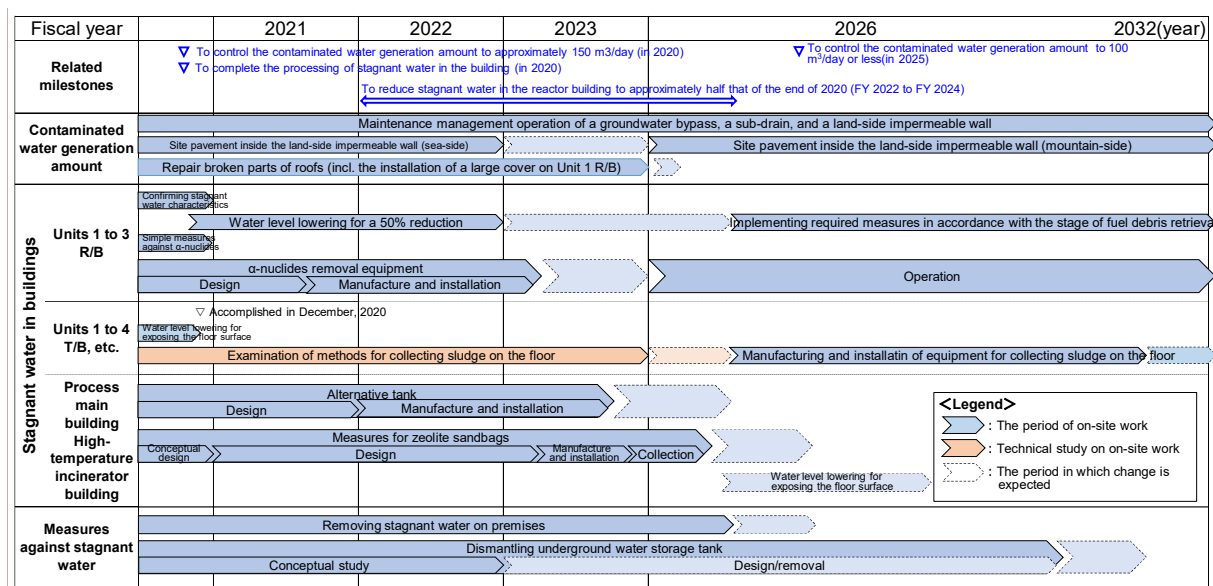 Fiscal year
2021
2022
2023
2026
2032(year)
Related
milestones
To control the contaminated water generation amount to approximately 150 m3/day (in 2020)
To complete the processing of stagnant water in the building (in 2020)
To control the contaminated water generation amount to 100
m³/day or less(in 2025)
To reduce stagnant water in the reactor building to approximately half that of the end of 2020 (FY 2022 to FY 2024)
Contaminated
water generation
amount
Maintenance management operation of a groundwater bypass, a sub-drain, and a land-side impermeable wall
Site pavement inside the land-side impermeable wall (sea-side)
Site pavement inside the land-side impermeable wall (mountain-side)
Repair broken parts of roofs (incl. the installation of a large cover on Unit 1 R/B)
Stagnant water in buildings
Units 1 to 3
R/B
Confirming stagnant
water characteristics
Water level lowering for a 50% reduction
Implementing required measures in accordance with the stage of fuel debris retrieva
Simple measures
against α-nuclides
α-nuclides removal equipment
Design
Manufacture and installation
Operation
Units 1 to 4
T/B, etc.
▽ Accomplished in December, 2020
Water level lowering for
exposing the floor surface
Examination of methods for collecting sludge on the floor
Manufacturing and installatin of equipment for collecting sludge on the floor
Process
main
building
High-
temperature
incinerator
building
Alternative tank
Design
Manufacture and installation
Measures for zeolite sandbags
Conceptual
design
Design
Manufacture
and installation
Collection
Water level lowering for
exposing the floor surface
<Legend>
: The period of on-site work
: Technical study on on-site work
: The period in which change is
expected
Measures
against stagnant
water
Removing stagnant water on premises
Dismantling underground water storage tank
Conceptual study
Design/removal